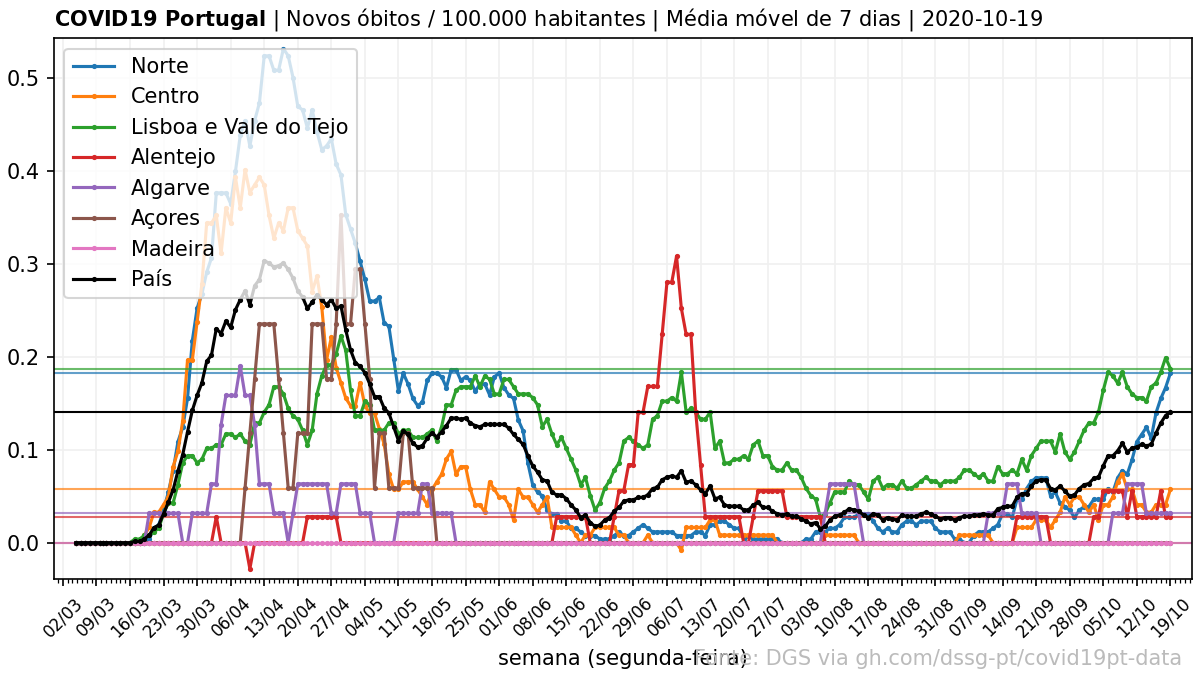 COVID19 Portugal | Novos óbitos / 100.000 habitantes | Média móvel de 7 dias | 2020-10-19
0.5
0.4
0.3
0.2
0.1
0.0
Norte
Centro
Lisboa e Vale do Tejo
Alentejo
Algarve
Açores
Madeira
País
02/03 09/03 16/03 23/03 30/03 06/04 13/04 20/04 27/04 04/05 11/05 18/05 25/05 01/06 08/06 15/06 22/06 29/06 06/07 13/07 20/07 27/07 03/08 10/08 17/08 24/08 31/08 07/09 14/09 21/09 28/09 05/10 12/10 19/10
semana (segunda-feira)
Fonte: DGS via gh.com/dssg-pt/covid19pt-data